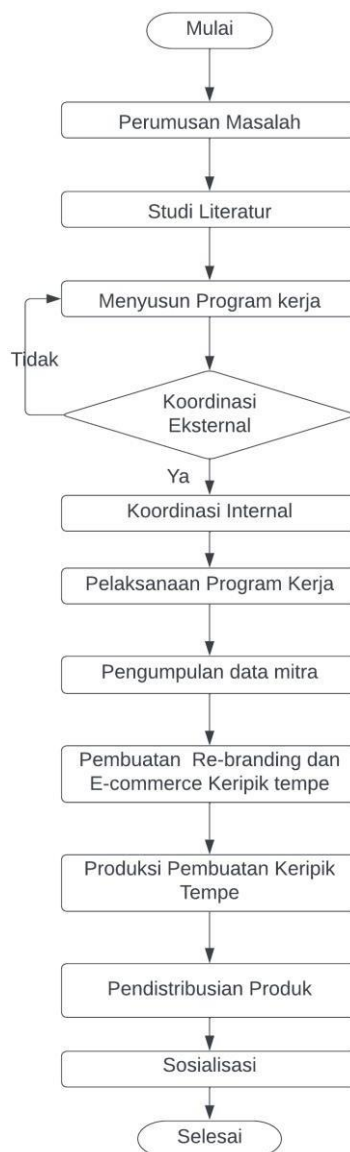 Mulai
Perumusan Masalah
Studi Literatur
Menyusun Program kerja
Tidak
Koordinasi
Eksternal
Ya
Koordinasi Internal
Pelaksanaan Program Kerja
Pengumpulan data mitra
Pembuatan Re-branding dan
E-commerce Keripik tempe
Produksi Pembuatan Keripik
Tempe
Pendistribusian Produk
Sosialisasi
Selesai